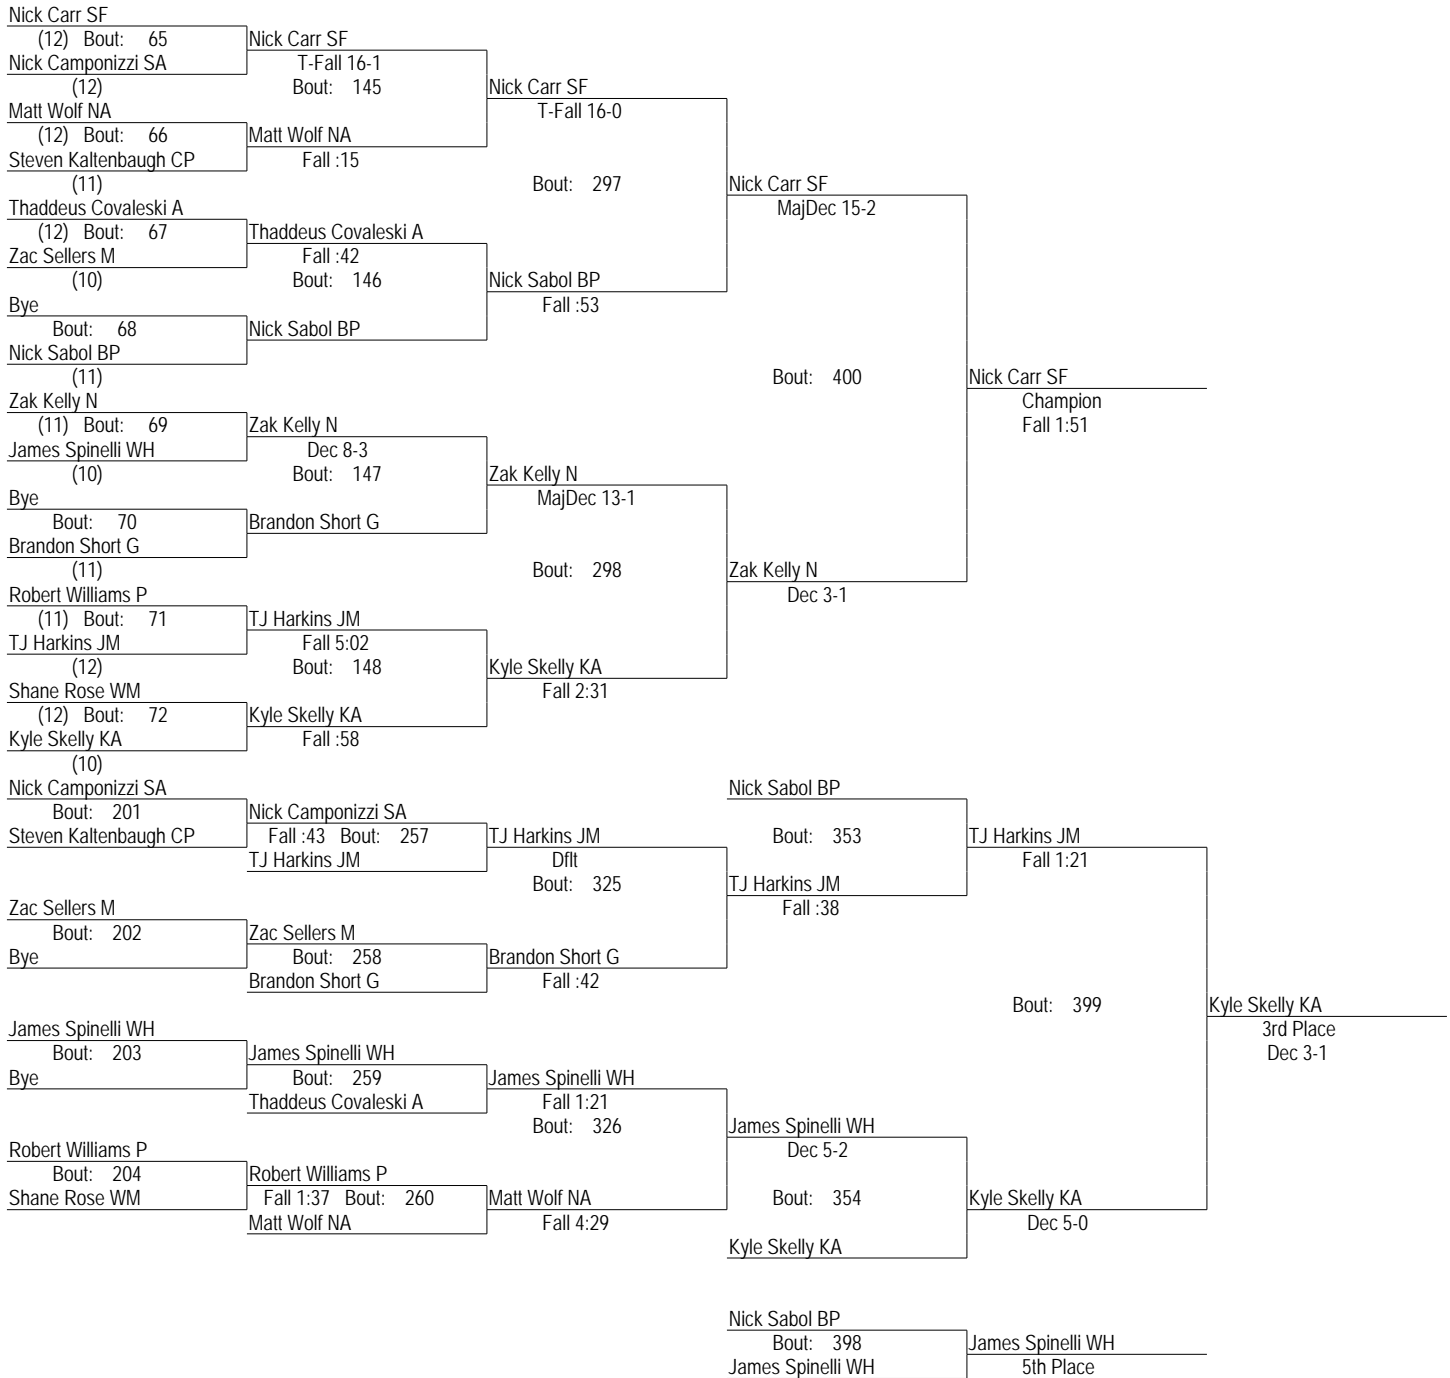 Nick Carr SF
(12) Bout: 65 Nick Carr SF
Nick Camponizzi SA T-Fall 16-1
(12) Bout: 145 Nick Carr SF
Matt Wolf NA T-Fall 16-0
(12) Bout: 66 Matt Wolf NA
Steven Kaltenbaugh CP Fall :15
(11) Bout: 297 Nick Carr SF
Thaddeus Covaleski A MajDec 15-2
(12) Bout: 67 Thaddeus Covaleski A
Zac Sellers M Fall :42
(10) Bout: 146 Nick Sabol BP
Bye Fall :53
Bout: 68 Nick Sabol BP
Nick Sabol BP
(11) Bout: 400 Nick Carr SF
Zak Kelly N Champion
(11) Bout: 69 Zak Kelly N Fall 1:51
James Spinelli WH Dec 8-3
(10) Bout: 147 Zak Kelly N
Bye MajDec 13-1
Bout: 70 Brandon Short G
Brandon Short G
(11) Bout: 298 Zak Kelly N
Robert Williams P Dec 3-1
(11) Bout: 71 TJ Harkins JM
TJ Harkins JM Fall 5:02
(12) Bout: 148 Kyle Skelly KA
Shane Rose WM Fall 2:31
(12) Bout: 72 Kyle Skelly KA
Kyle Skelly KA Fall :58
(10)
Nick Camponizzi SA Nick Sabol BP
Bout: 201 Nick Camponizzi SA
Steven Kaltenbaugh CP Fall :43 Bout: 257 TJ Harkins JM Bout: 353 TJ Harkins JM
TJ Harkins JM Dflt Fall 1:21
Bout: 325 TJ Harkins JM
Zac Sellers M Fall :38
Bout: 202 Zac Sellers M
Bye Bout: 258 Brandon Short G
Brandon Short G Fall :42
Bout: 399 Kyle Skelly KA
James Spinelli WH 3rd Place
Bout: 203 James Spinelli WH Dec 3-1
Bye Bout: 259 James Spinelli WH
Thaddeus Covaleski A Fall 1:21
Bout: 326 James Spinelli WH
Robert Williams P Dec 5-2
Bout: 204 Robert Williams P
Shane Rose WM Fall 1:37 Bout: 260 Matt Wolf NA Bout: 354 Kyle Skelly KA
Matt Wolf NA Fall 4:29 Dec 5-0
Kyle Skelly KA
Nick Sabol BP
Bout: 398 James Spinelli WH
James Spinelli WH 5th Place